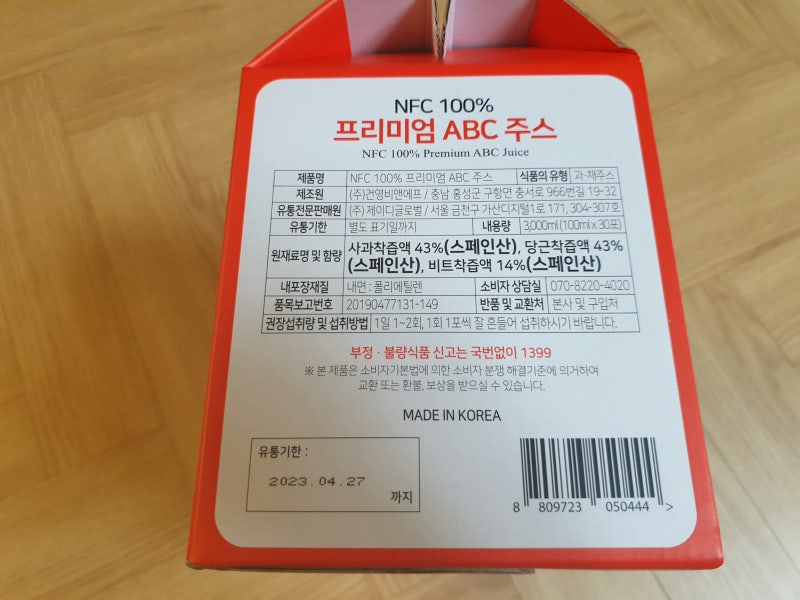 NFC 100%
프리미엄 ABC 주스
NFC 100% Premium ABC Juice
제품명 NFC 100% 프리미엄 ABC 주스 식품의 유형 과·채주스
제조원 (주)건영비앤에프 / 충남 홍성군 구항면 충서로 966번길 19-32
유통전문판매원 (주)제이디글로벌 / 서울 금천구 가산디지털1로 171, 304-307호
유통기한 별도 표기일까지 내용량 3,000ml(100ml x 30포)
원재료명 및 함량 사과착즙액 43%(스페인산), 당근착즙액 43%
(스페인산), 비트착즙액 14%(스페인산)
내포장재질 내면 : 폴리에틸렌 소비자 상담실 070-8220-4020
품목보고번호 20190477131-149 반품 및 교환처 본사 및 구입처
권장섭취량 및 섭취방법 1일 1~2회, 1회 1포씩 잘 흔들어 섭취하시기 바랍니다.
부정 · 불량식품 신고는 국번없이 1399
※ 본 제품은 소비자기본법에 의한 소비자 분쟁 해결기준에 의거하여
교환 또는 환불, 보상을 받으실 수 있습니다.
MADE IN KOREA
유통기한 :
2023.04.27
까지
8 809723 050444 >